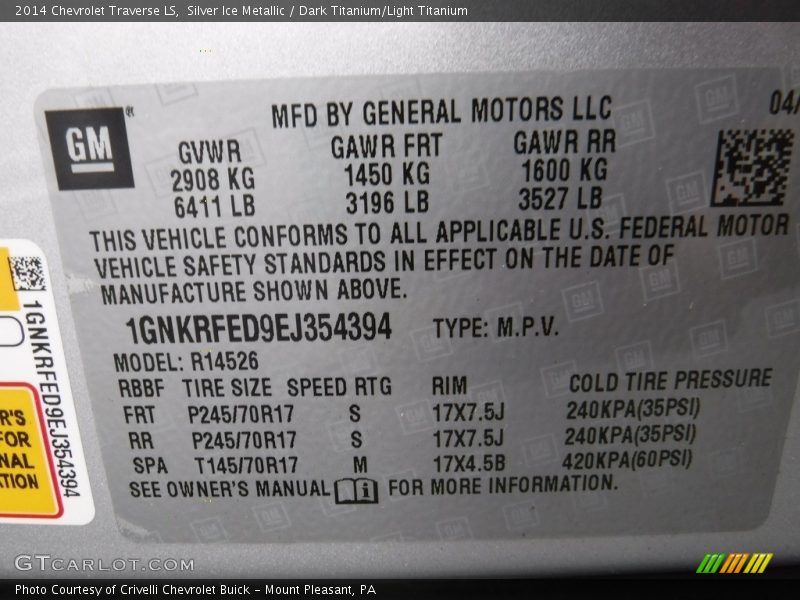 2014 Chevrolet Traverse LS, Silver Ice Metallic / Dark Titanium/Light Titanium
GM®
MFD BY GENERAL MOTORS LLC
04/
GVWR GAWR FRT GAWR RR
2908 KG 1450 KG 1600 KG
6411 LB 3196 LB 3527 LB
THIS VEHICLE CONFORMS TO ALL APPLICABLE U.S. FEDERAL MOTOR
VEHICLE SAFETY STANDARDS IN EFFECT ON THE DATE OF
MANUFACTURE SHOWN ABOVE.
1GNKRFED9EJ354394 TYPE: M.P.V.
MODEL: R14526
RBBF TIRE SIZE SPEED RTG RIM COLD TIRE PRESSURE
FRT P245/70R17 S 17X7.5J 240KPA(35PSI)
RR P245/70R17 S 17X7.5J 240KPA(35PSI)
SPA T145/70R17 M 17X4.5B 420KPA(60PSI)
SEE OWNER'S MANUAL FOR MORE INFORMATION.
1GNKRFED9EJ354394
R'S
FOR
NAL
TION
GTCARLOT.COM
Photo Courtesy of Crivelli Chevrolet Buick – Mount Pleasant, PA